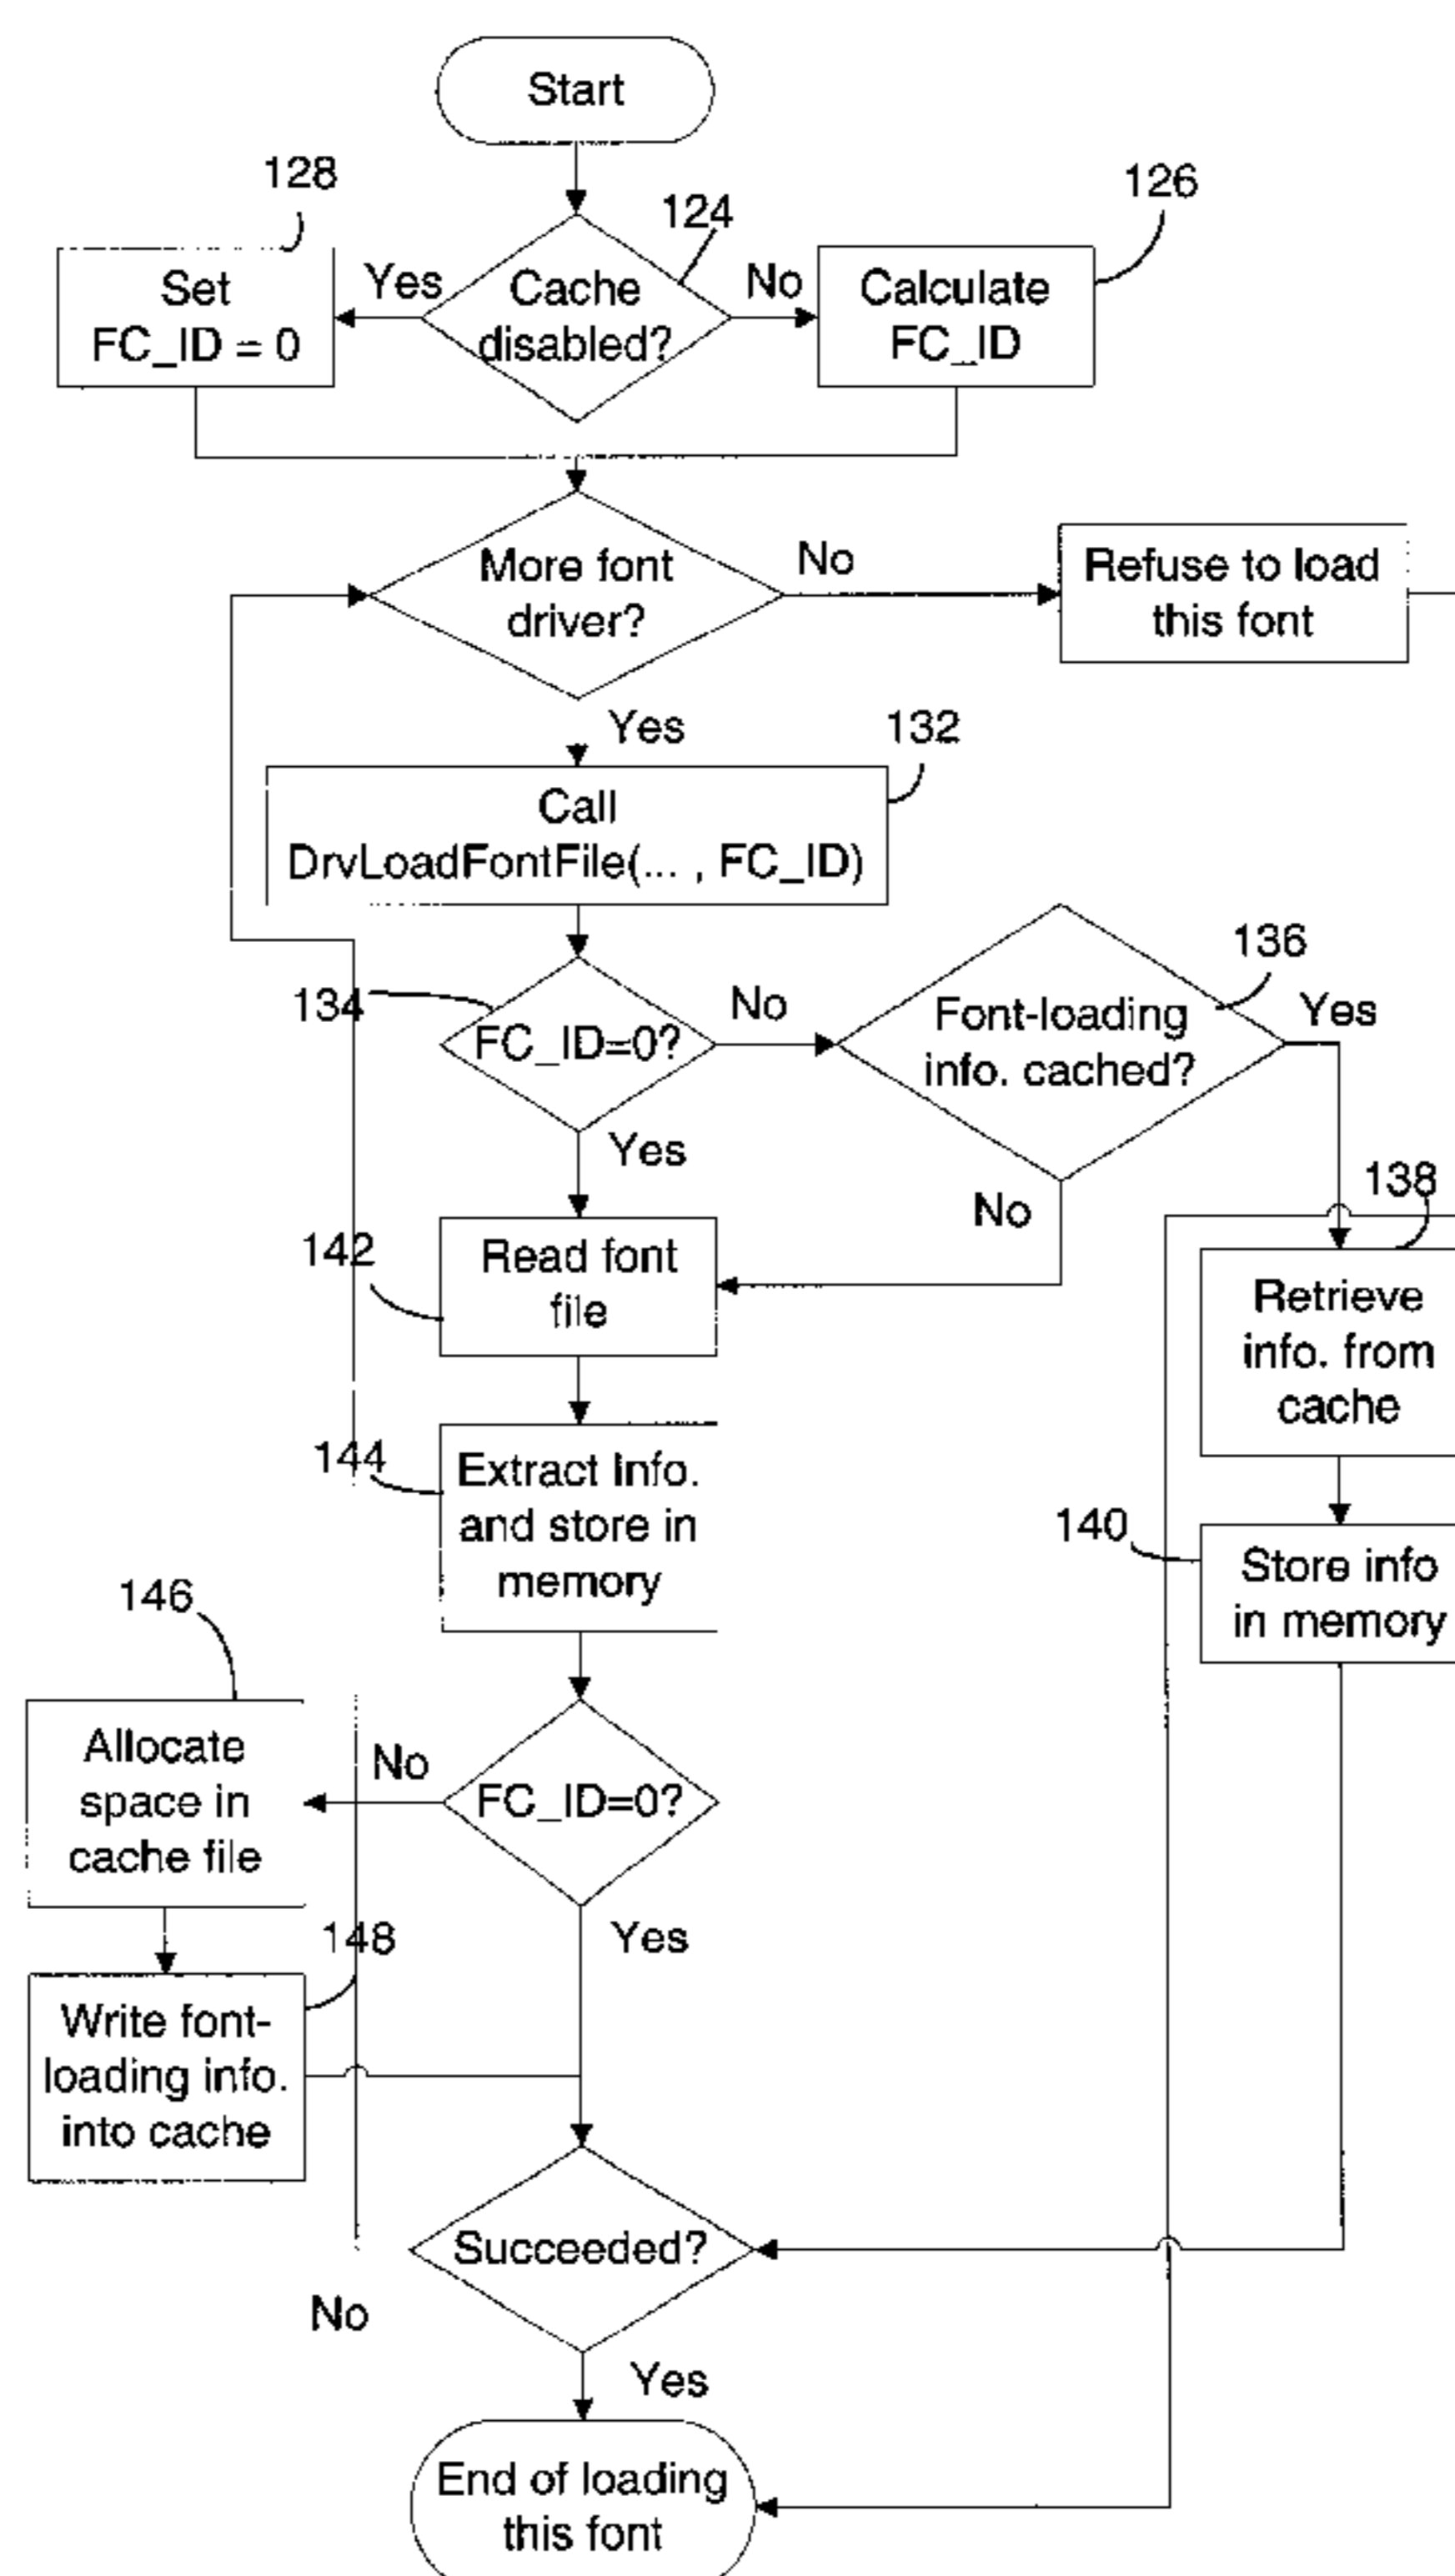 Start
128
124
126
Set
FC_ID = 0
Yes
Cache
disabled?
No
Calculate
FC_ID
More font
driver?
No
Refuse to load
this font
Yes
132
Call
DrvLoadFontFile(... , FC_ID)
134
FC_ID=0?
No
136
Font-loading
info. cached?
Yes
Yes
No
138
142
Read font
file
Retrieve
info. from
cache
144
Extract Info.
and store in
memory
140
Store info
in memory
146
Allocate
space in
cache file
No
FC_ID=0?
Yes
148
Write font-
loading info.
into cache
Succeeded?
No
Yes
End of loading
this font